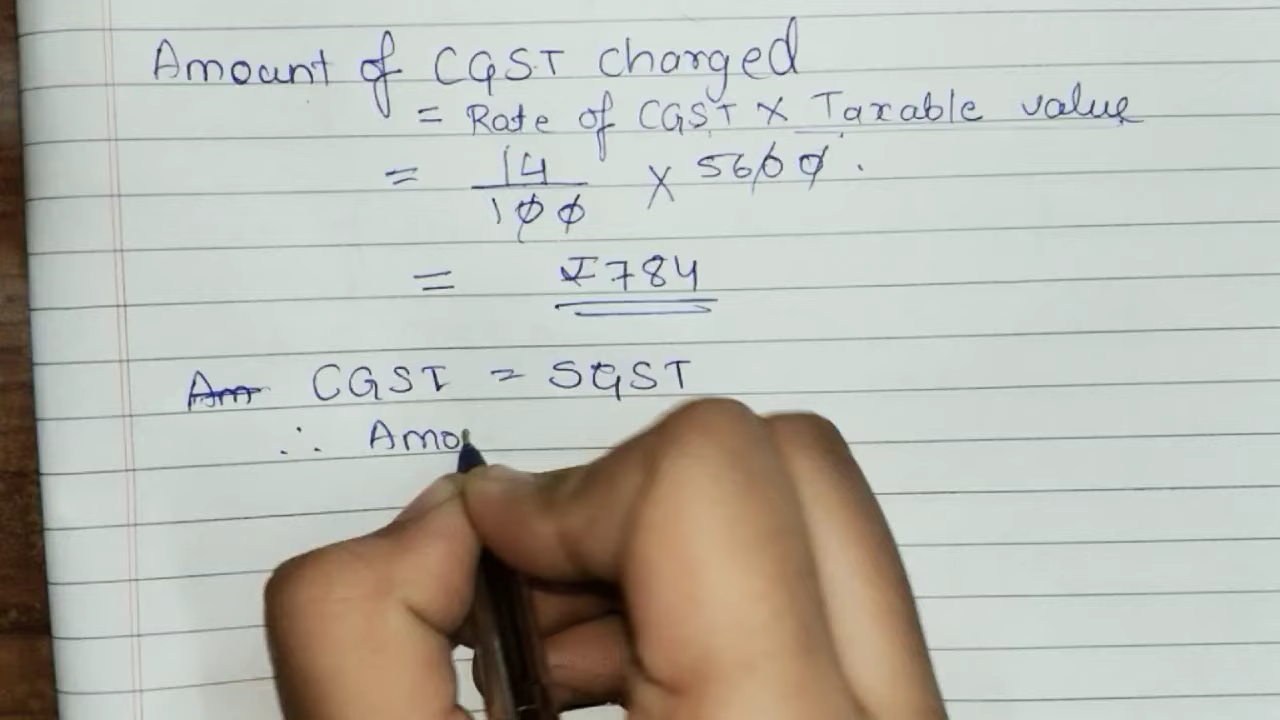 Amount of CGST charged
= Rate of CGST × Taxable value
= 14/100 × 5600.
= ₹784
Am CGST = SGST
∴ Amo